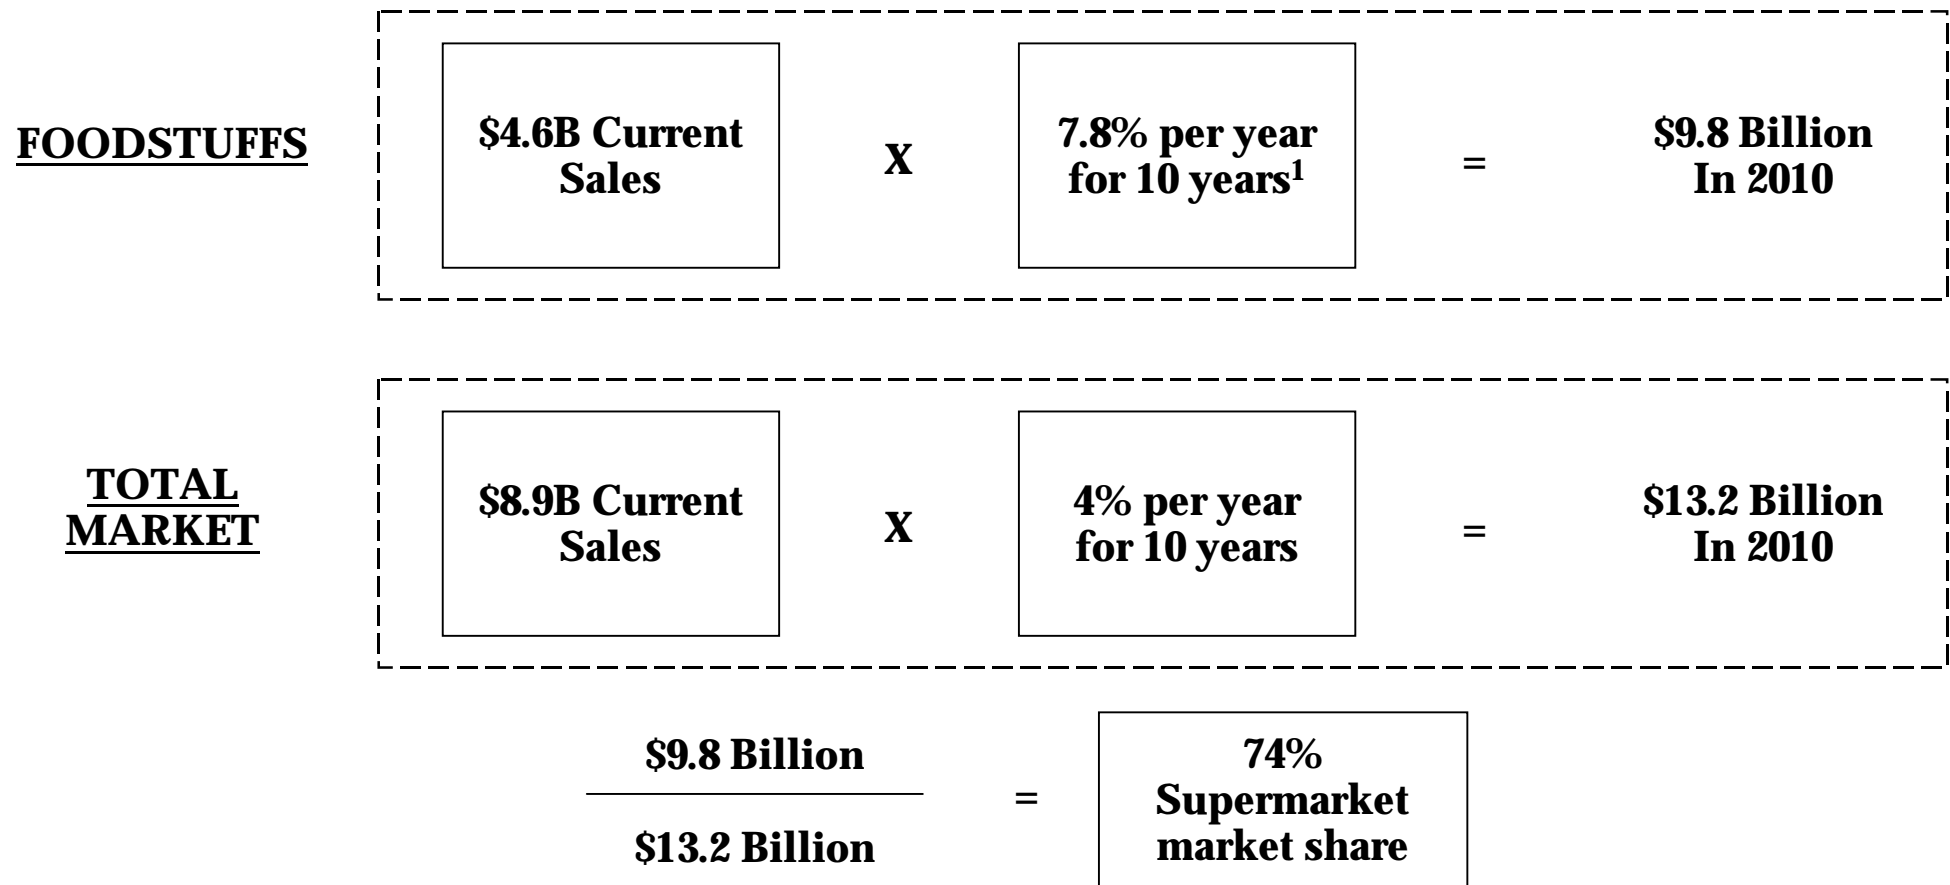 FOODSTUFFS
$4.6B Current
Sales
X
7.8% per year
for 10 years¹
=
$9.8 Billion
In 2010
TOTAL
MARKET
$8.9B Current
Sales
X
4% per year
for 10 years
=
$13.2 Billion
In 2010
$9.8 Billion
$13.2 Billion
=
74%
Supermarket
market share